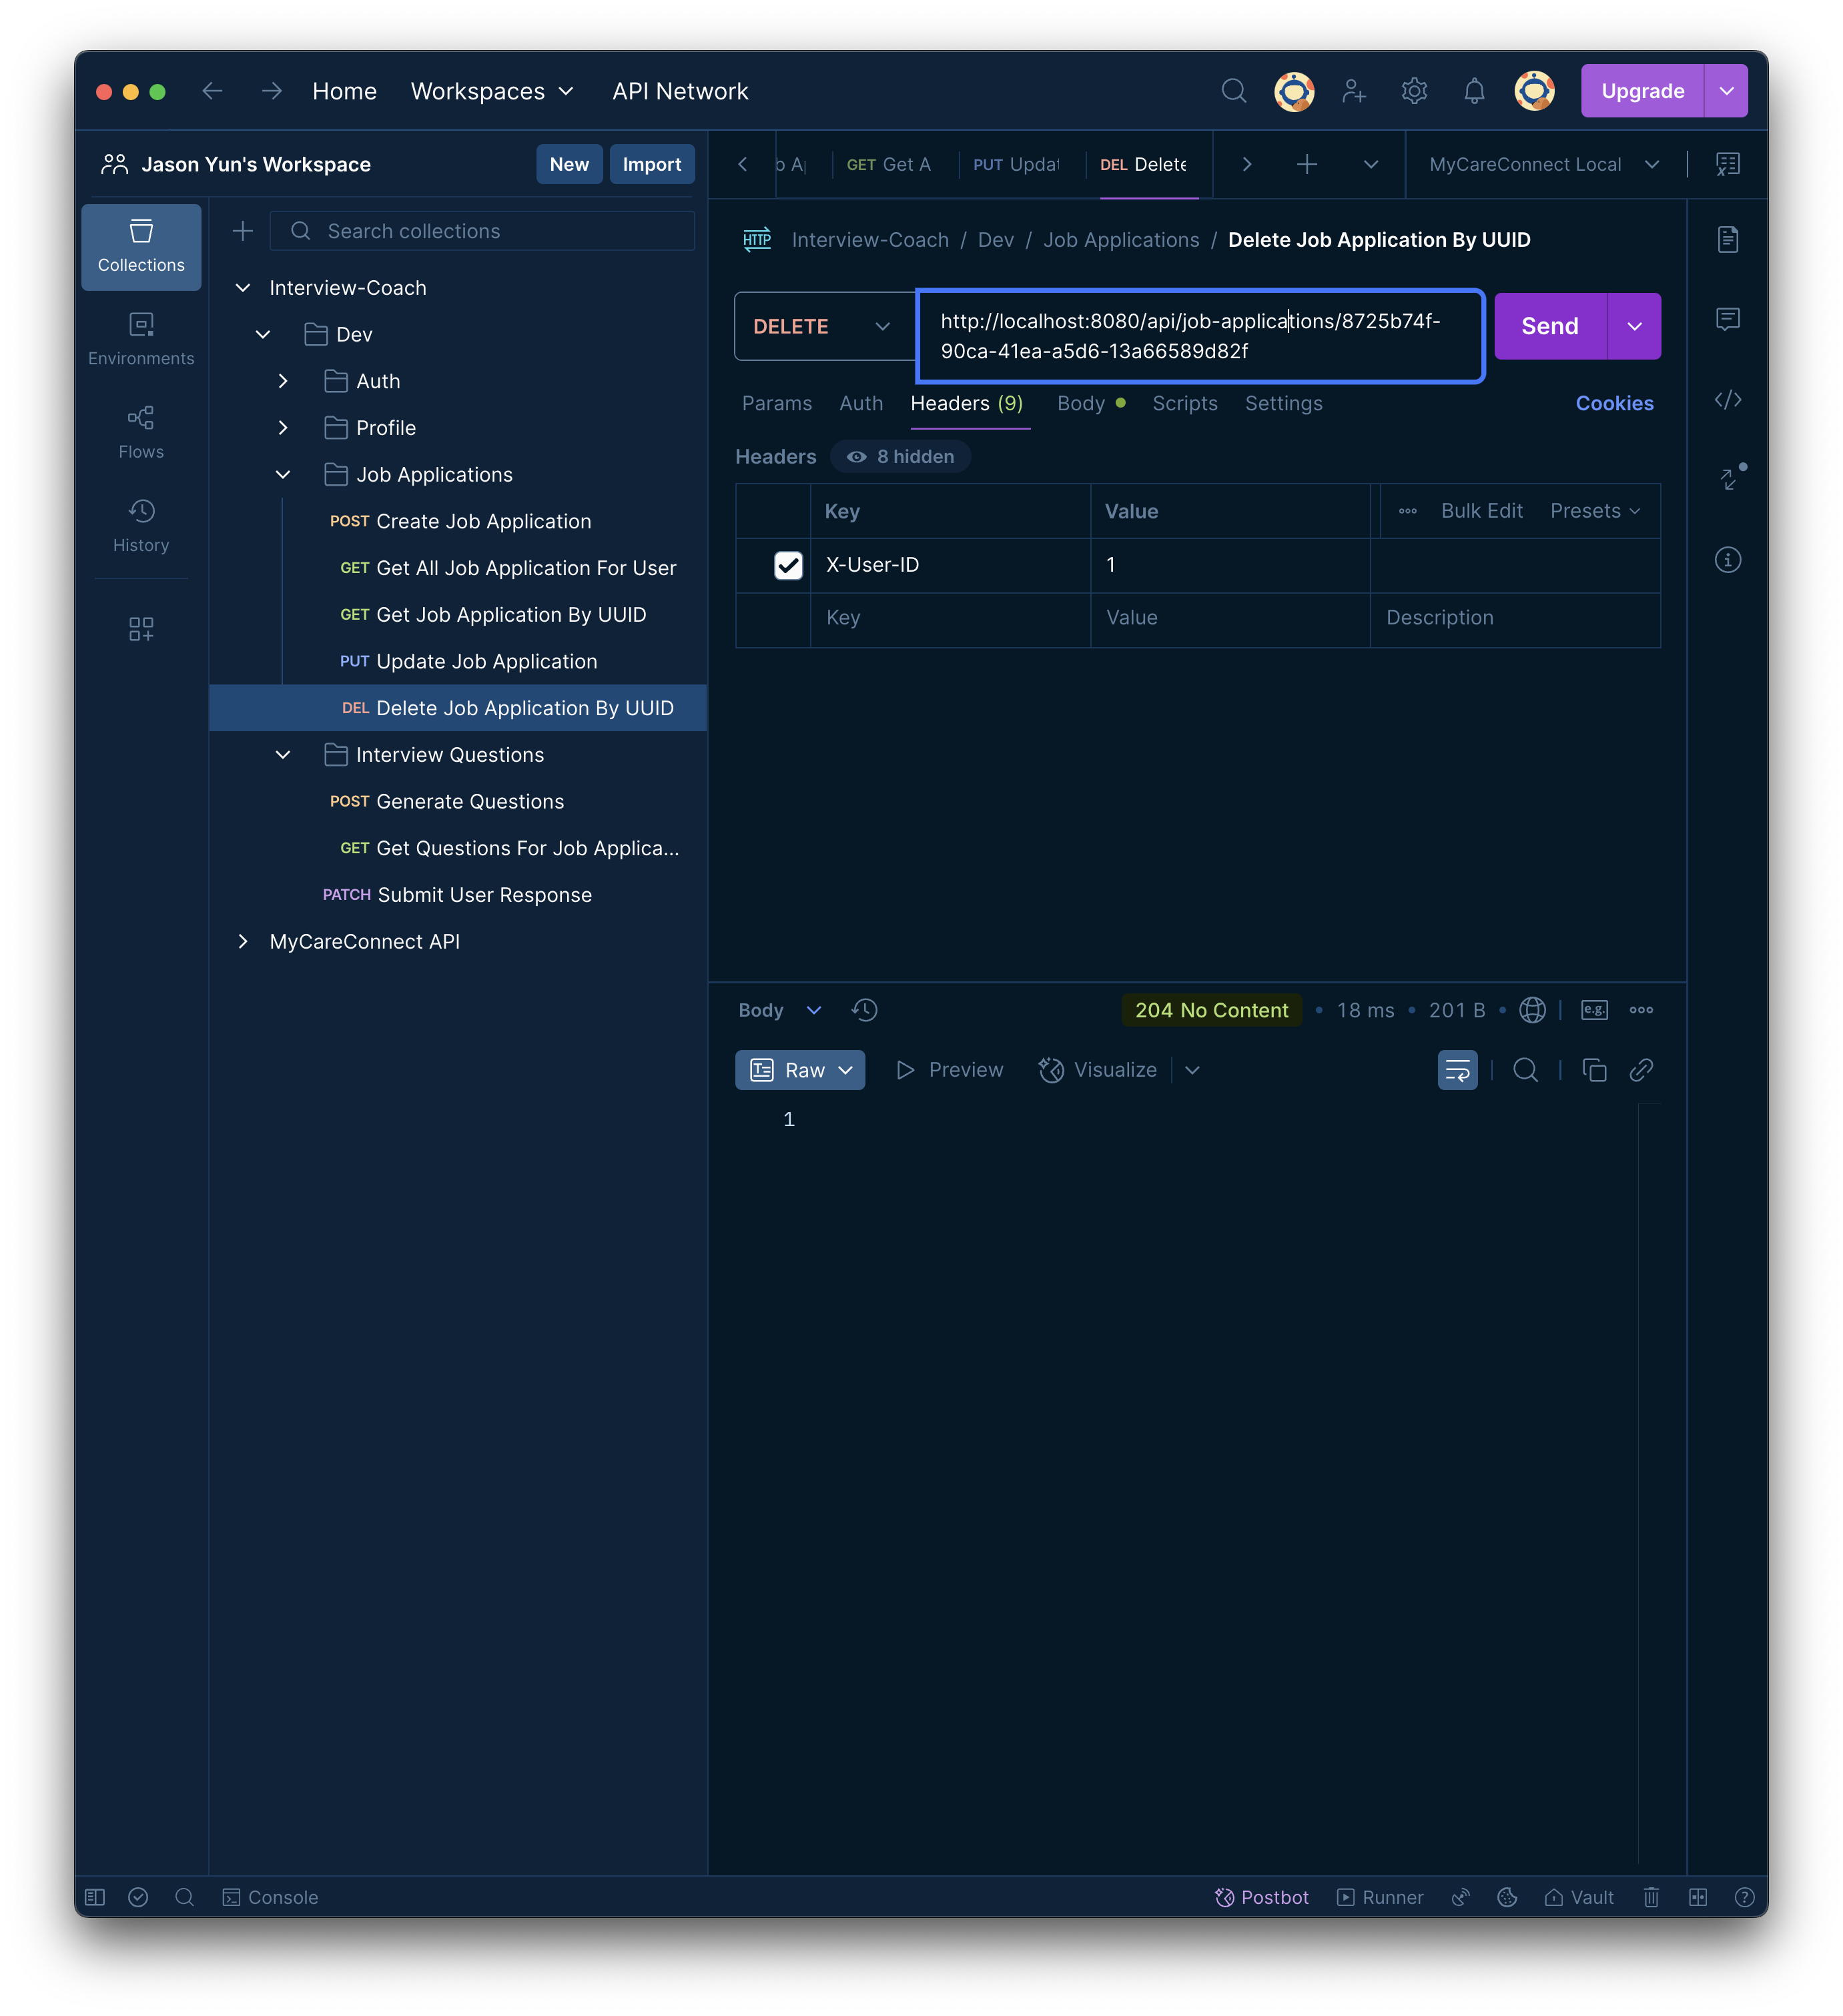 Home Workspaces API Network Upgrade
Jason Yun's Workspace New Import
GET Get A PUT Updat DEL Delete MyCareConnect Local
Collections
Environments
Flows
History
Search collections
Interview-Coach
Dev
Auth
Profile
Job Applications
POST Create Job Application
GET Get All Job Application For User
GET Get Job Application By UUID
PUT Update Job Application
DEL Delete Job Application By UUID
Interview Questions
POST Generate Questions
GET Get Questions For Job Applica...
PATCH Submit User Response
MyCareConnect API
HTTP Interview-Coach / Dev / Job Applications / Delete Job Application By UUID
DELETE
http://localhost:8080/api/job-applications/8725b74f-
90ca-41ea-a5d6-13a66589d82f
Send
Params Auth Headers (9) Body Scripts Settings Cookies
Headers 8 hidden
Key Value Bulk Edit Presets
X-User-ID 1
Key Value Description
Body 204 No Content • 18 ms • 201 B • e.g.
Raw Preview Visualize
1
Console Postbot Runner Vault